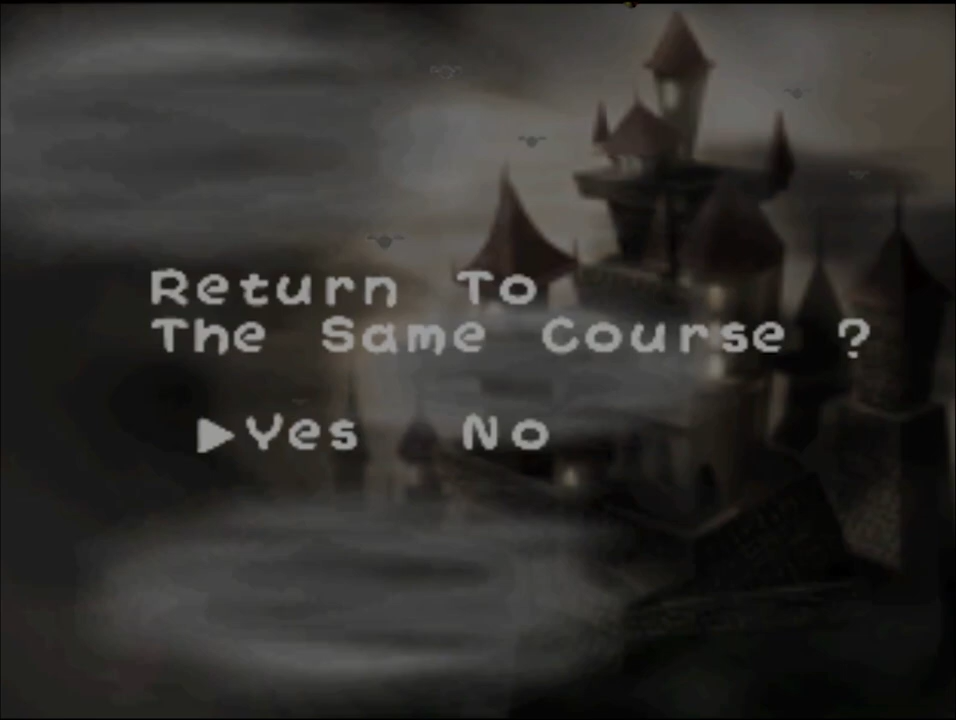 Return To
The Same Course ?
▶Yes No